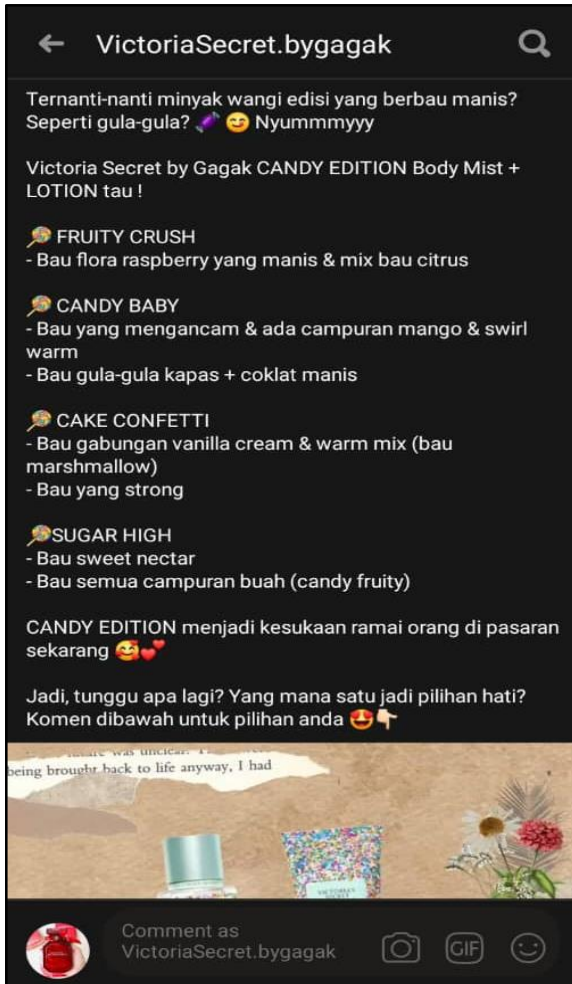 VictoriaSecret.bygagak
Ternanti-nanti minyak wangi edisi yang berbau manis?
Seperti gula-gula? 🍬 😋 Nyummmyyy
Victoria Secret by Gagak CANDY EDITION Body Mist +
LOTION tau !
🍭 FRUITY CRUSH
- Bau flora raspberry yang manis & mix bau citrus
🍭 CANDY BABY
- Bau yang mengancam & ada campuran mango & swirl
warm
- Bau gula-gula kapas + coklat manis
🍭 CAKE CONFETTI
- Bau gabungan vanilla cream & warm mix (bau
marshmallow)
- Bau yang strong
🍭SUGAR HIGH
- Bau sweet nectar
- Bau semua campuran buah (candy fruity)
CANDY EDITION menjadi kesukaan ramai orang di pasaran
sekarang 🥰💕
Jadi, tunggu apa lagi? Yang mana satu jadi pilihan hati?
Komen dibawah untuk pilihan anda 😍👇🏻
was unclear.
being brought back to life anyway, I had
VICTORIA'S
SECRET
Comment as
VictoriaSecret.bygagak
GIF